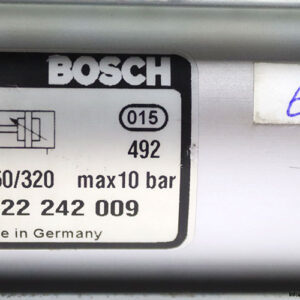 BOSCH
015
492
50/320 max10 bar
22 242 009
e in Germany